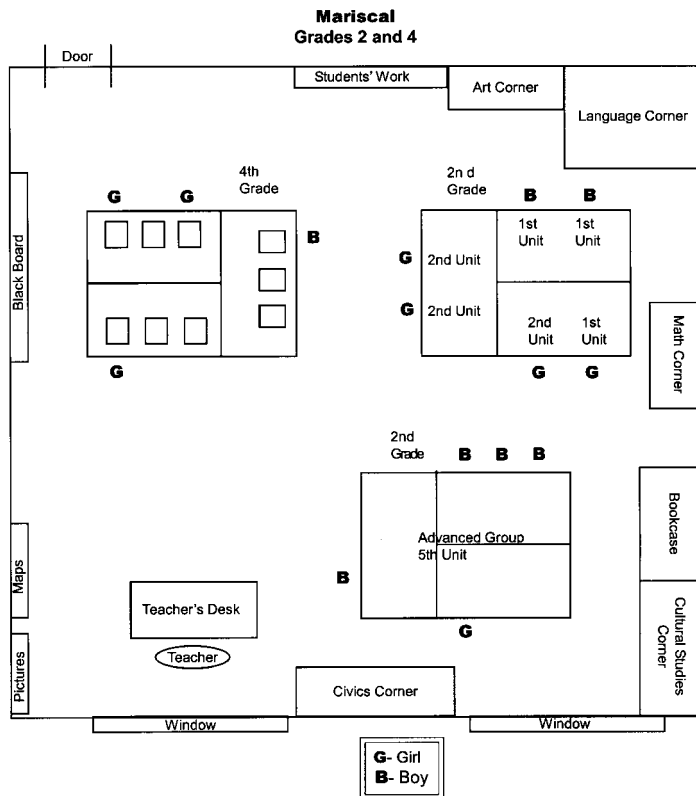 Mariscal
Grades 2 and 4
Door
Students' Work
Art Corner
Language Corner
4th
Grade
2n d
Grade
G
G
B
B
B
1st
Unit
1st
Unit
G
2nd Unit
G
2nd Unit
2nd
Unit
1st
Unit
G
G
G
Black Board
Math Corner
2nd
Grade
B
B
B
Advanced Group
5th Unit
B
G
Bookcase
Maps
Teacher's Desk
Teacher
Cultural Studies
Corner
Pictures
Civics Corner
Window
Window
G- Girl
B- Boy